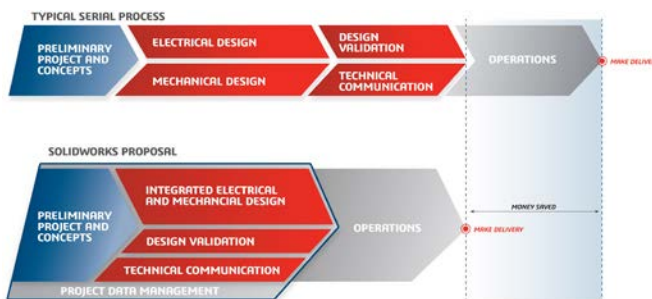 TYPICAL SERIAL PROCESS
PRELIMINARY
PROJECT AND
CONCEPTS
ELECTRICAL DESIGN
MECHANICAL DESIGN
DESIGN
VALIDATION
TECHNICAL
COMMUNICATION
OPERATIONS
MAKE DELIVE
SOLIDWORKS PROPOSAL
PRELIMINARY
PROJECT AND
CONCEPTS
INTEGRATED ELECTRICAL
AND MECHANCIAL DESIGN
DESIGN VALIDATION
TECHNICAL COMMUNICATION
PROJECT DATA MANAGEMENT
OPERATIONS
MAKE DELIVERY
MONEY SAVED